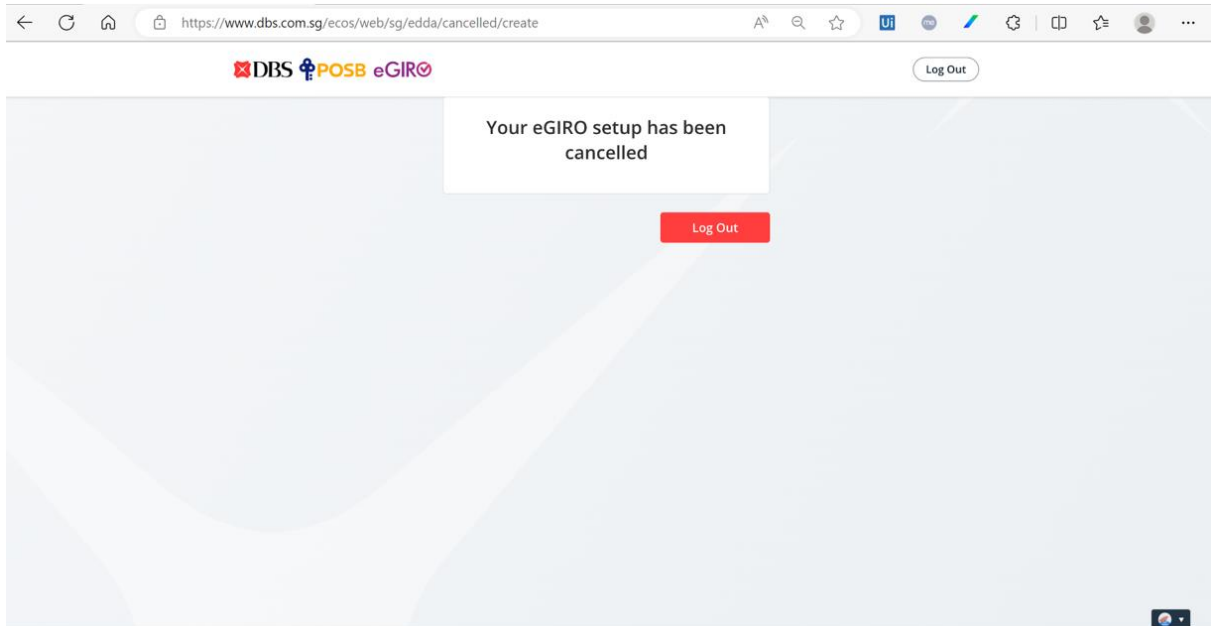 https://www.dbs.com.sg/ecos/web/sg/edda/cancelled/create
Ui
DBS POSB eGIRO
Log Out
Your eGIRO setup has been
cancelled
Log Out